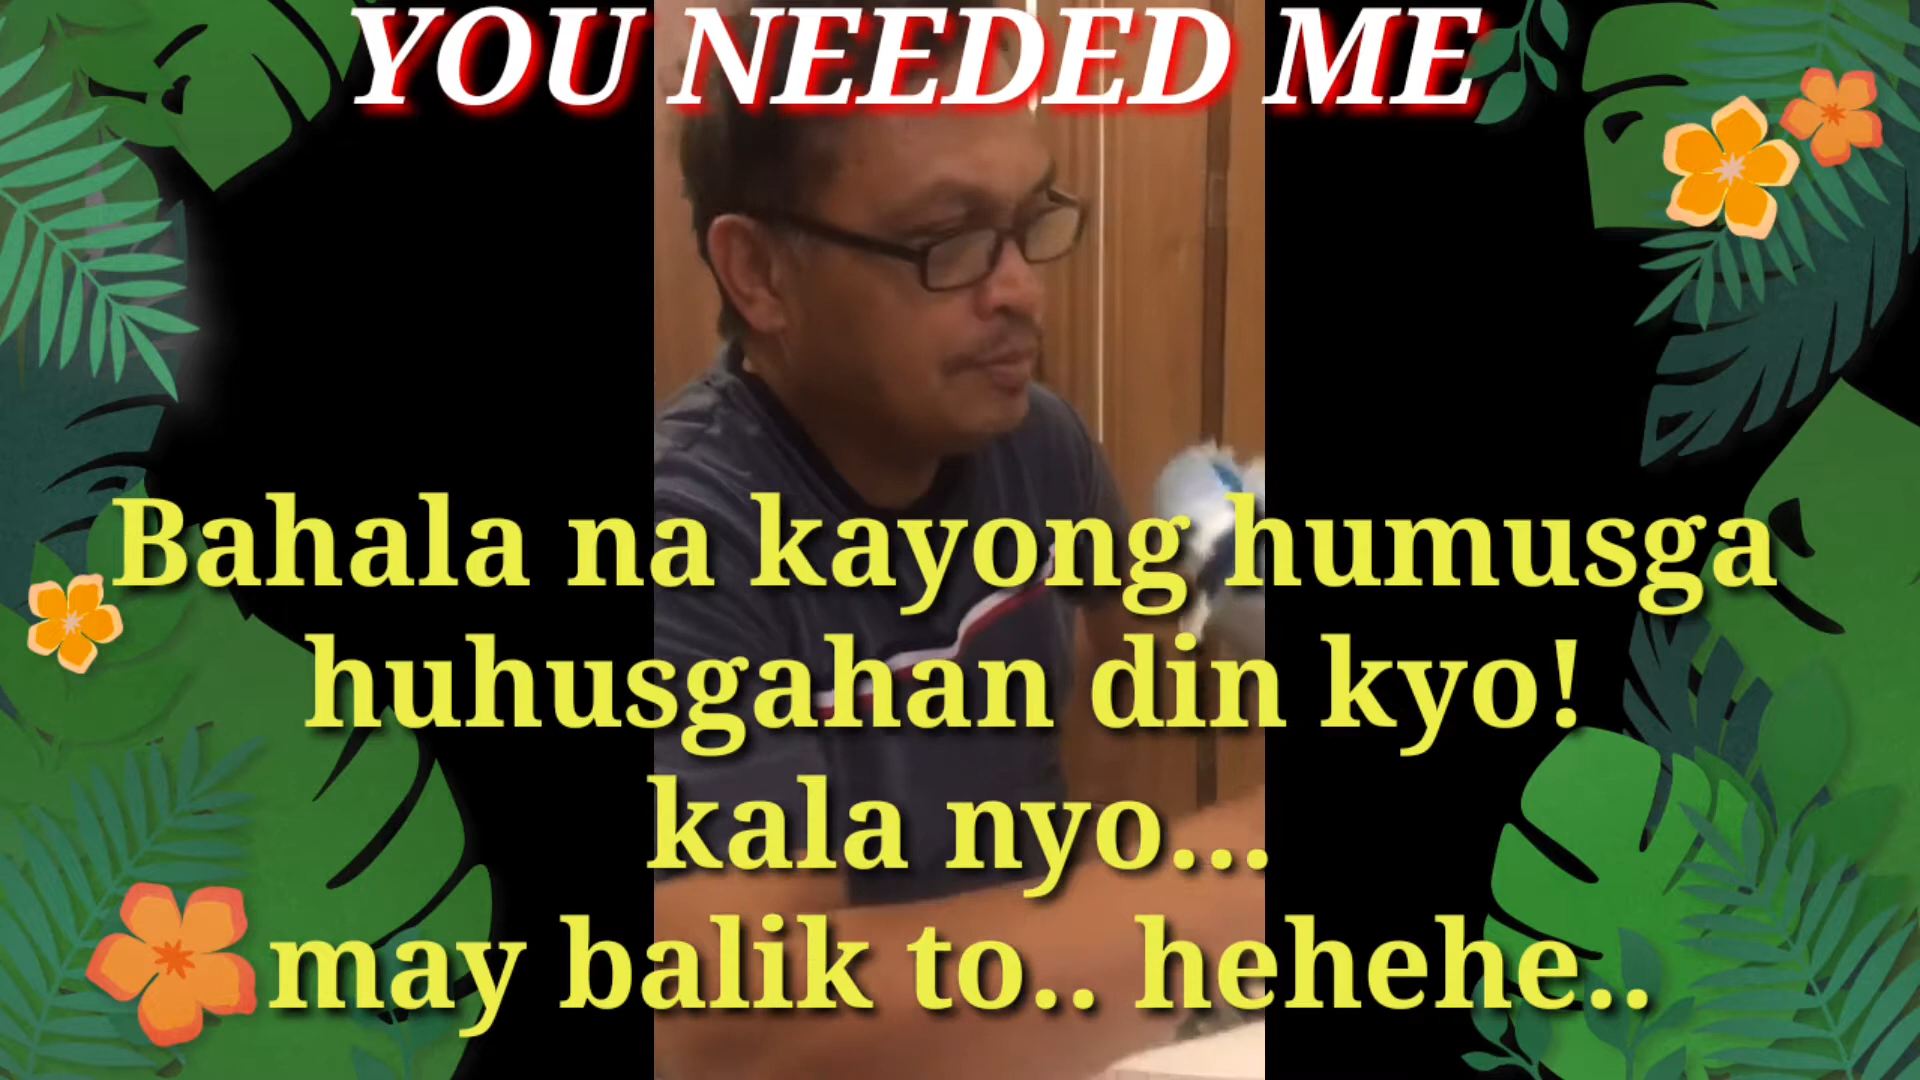 YOU NEEDED ME
Bahala na kayong humusga
huhusgahan din kyo!
kala nyo...
may balik to.. hehehe..